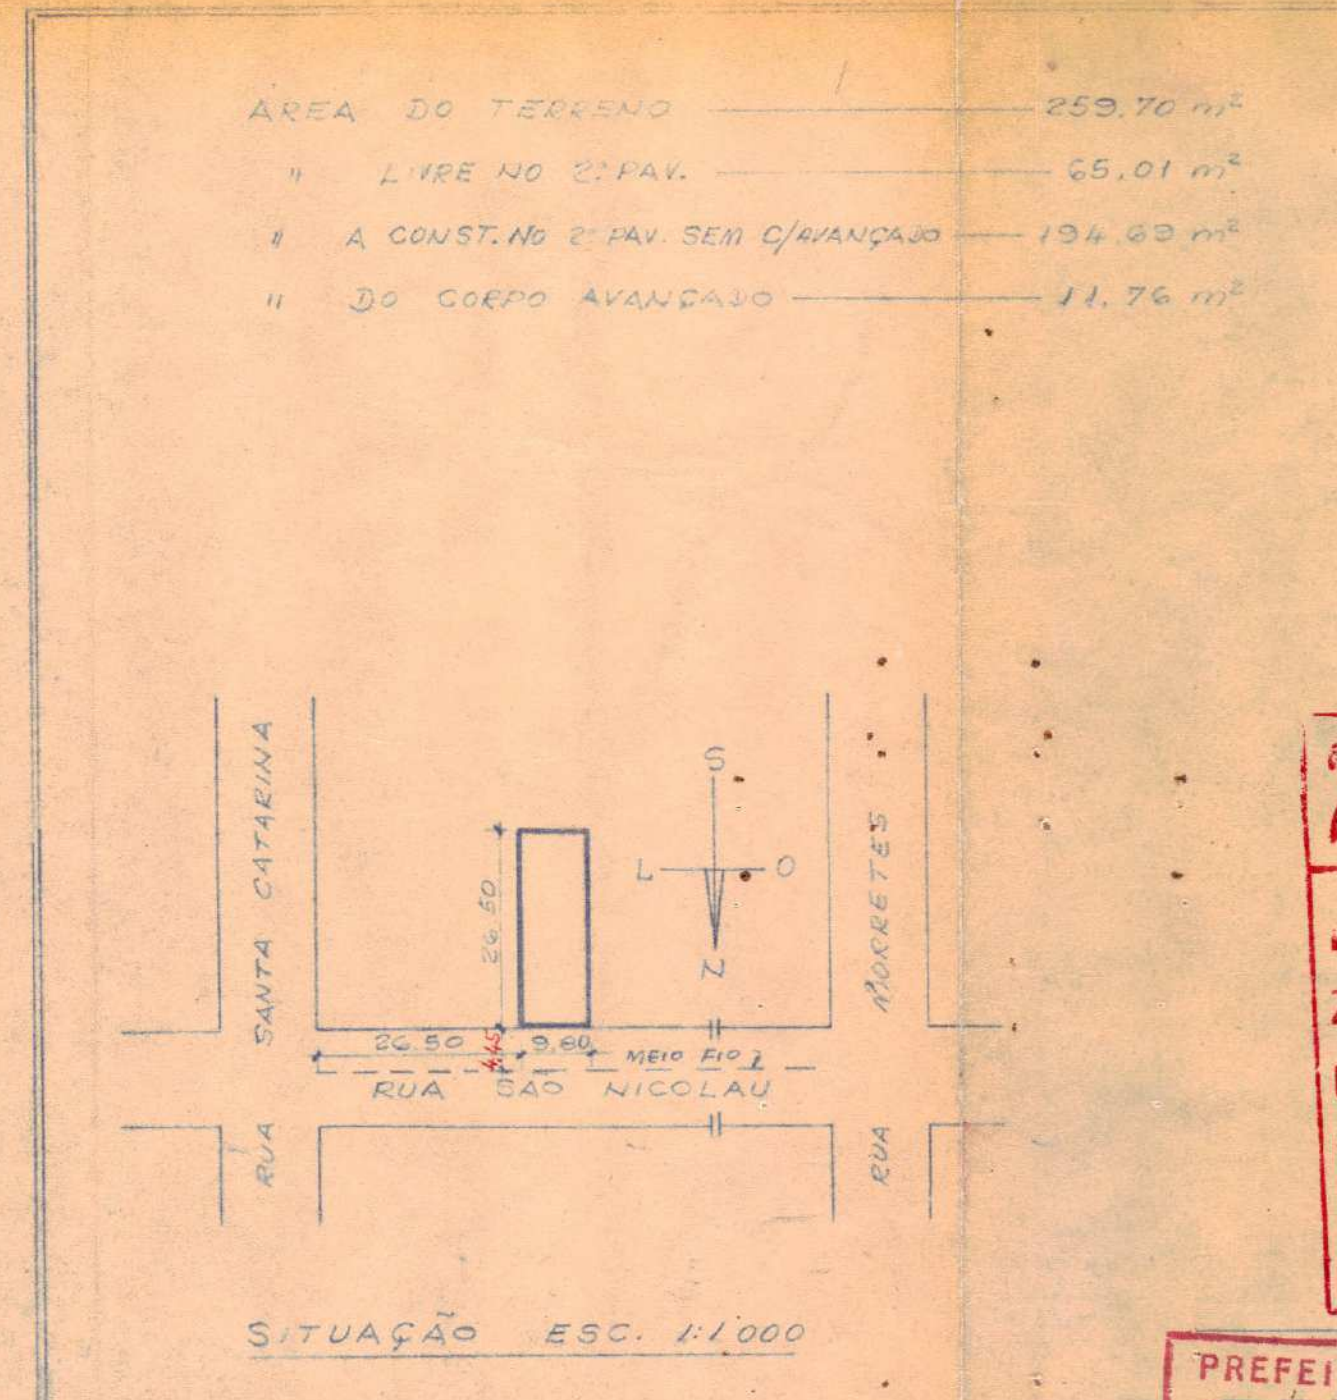 ÁREA DO TERRENO 259.70 m²
" LIVRE NO 2º PAV. 65.01 m²
" A CONST. NO 2º PAV. SEM C/AVANÇADO 194.69 m²
" DO CORPO AVANÇADO 11.76 m²
RUA SANTA CATARINA
RUA MORRETES
S
L O
N
26.50
26.50 4.45 9.80 MEIO FIO
RUA SÃO NICOLAU
SITUAÇÃO ESC. 1:1000
PREFEI